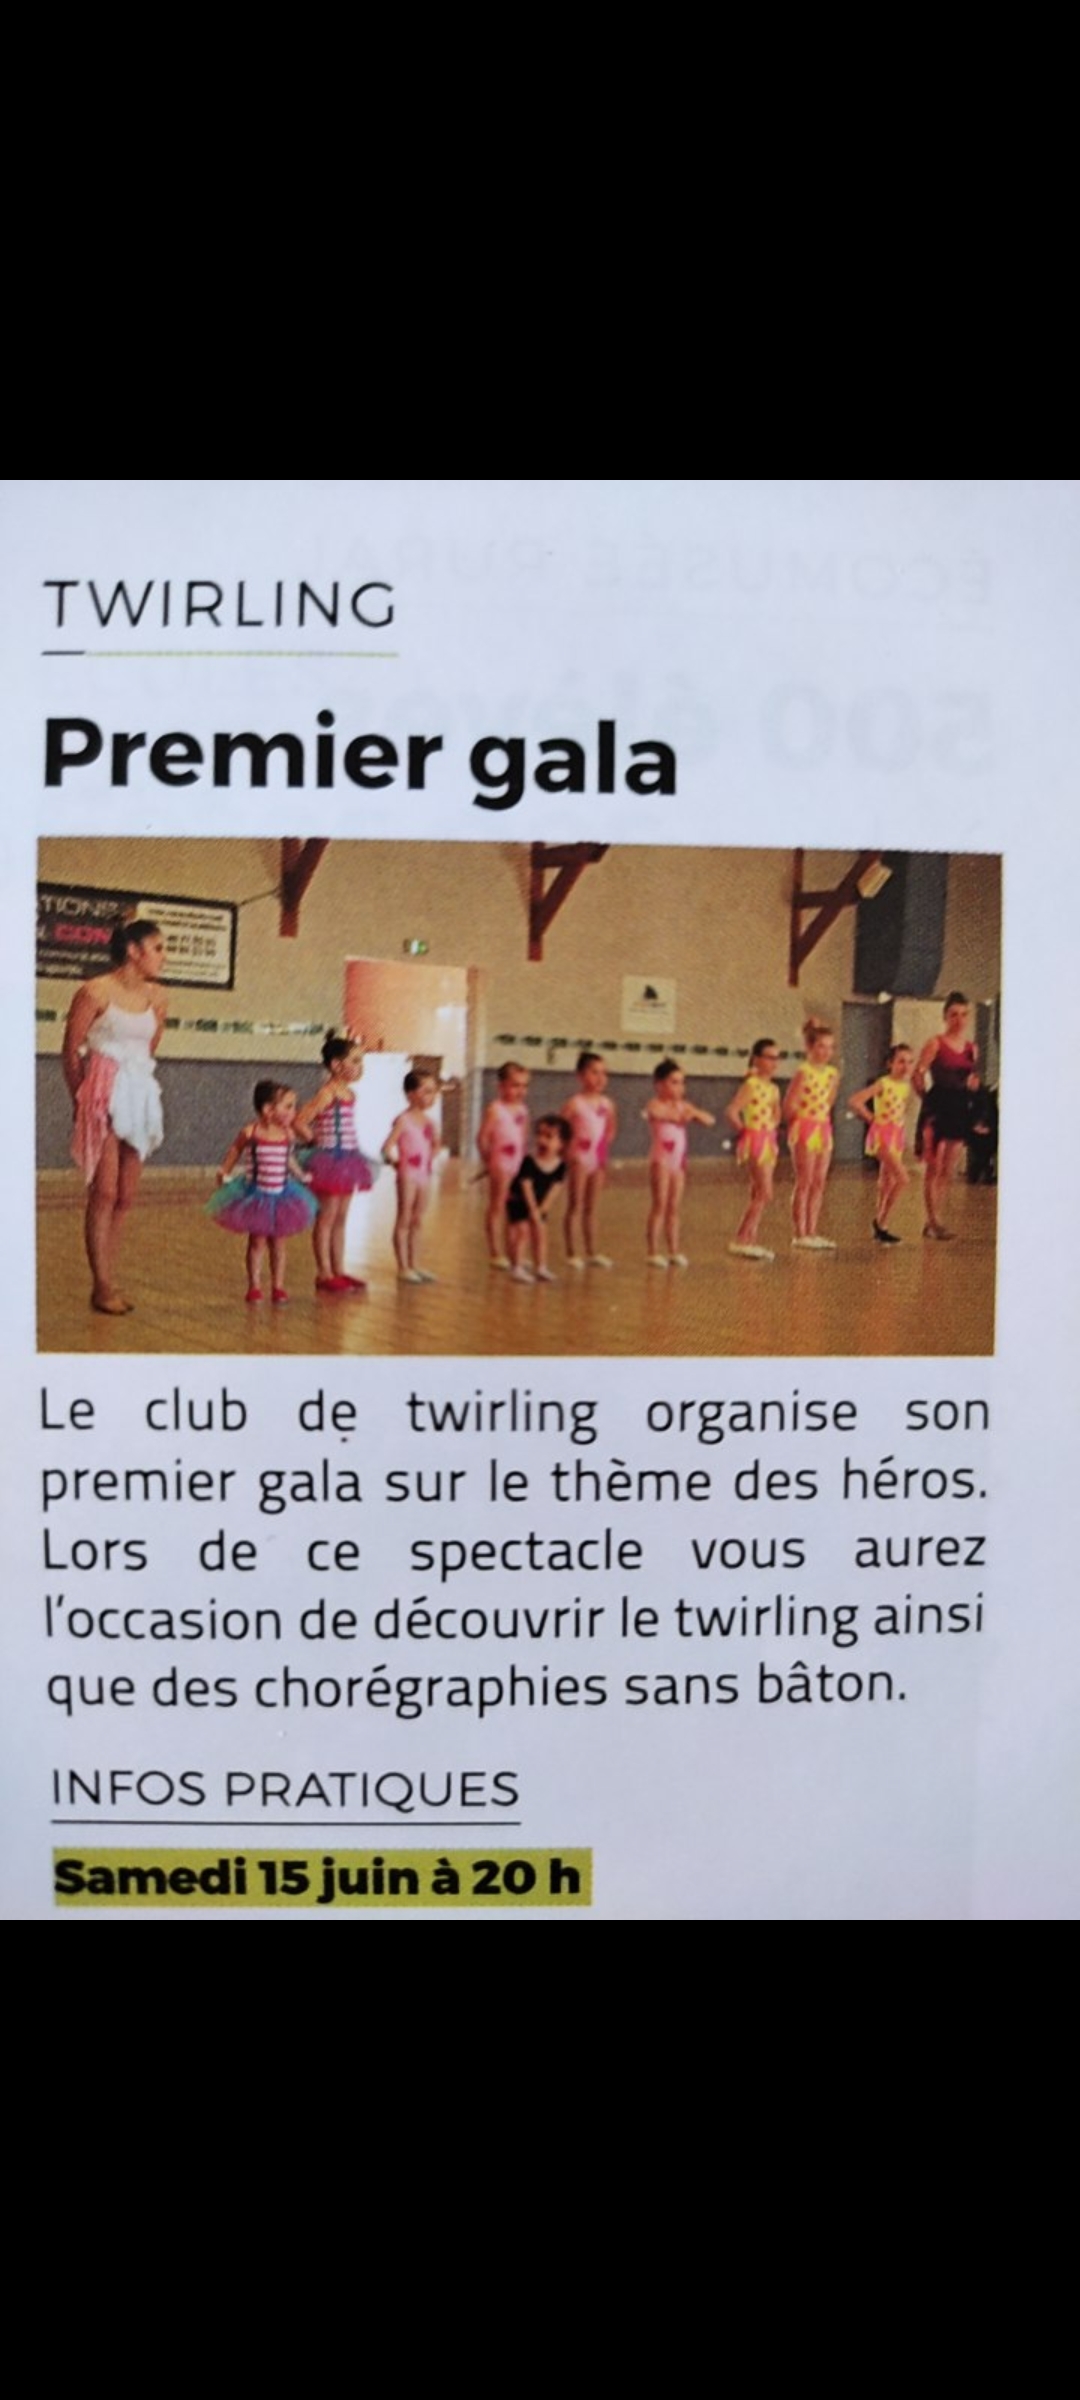 TWIRLING
Premier gala
TIONS
CON
Le club de twirling organise son
premier gala sur le thème des héros.
Lors de ce spectacle vous aurez
l'occasion de découvrir le twirling ainsi
que des chorégraphies sans bâton.
INFOS PRATIQUES
Samedi 15 juin à 20 h